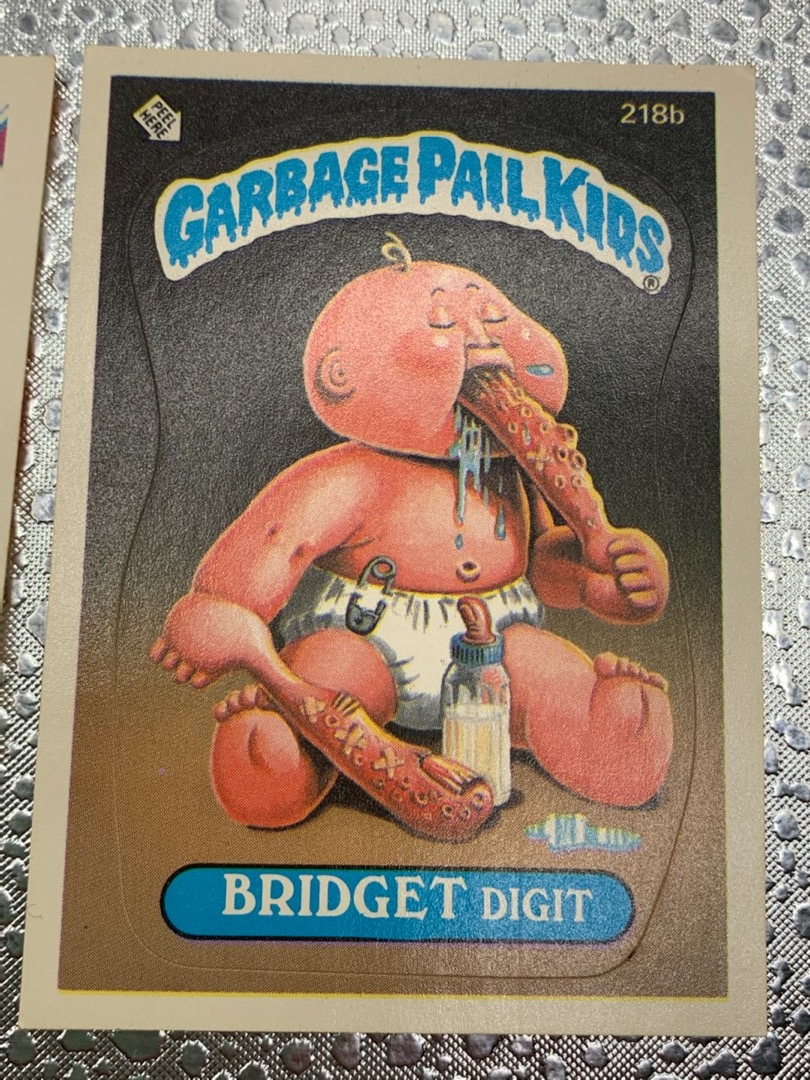 PEEL
HERE
218b
GARBAGE PAIL KIDS
®
BRIDGET DIGIT